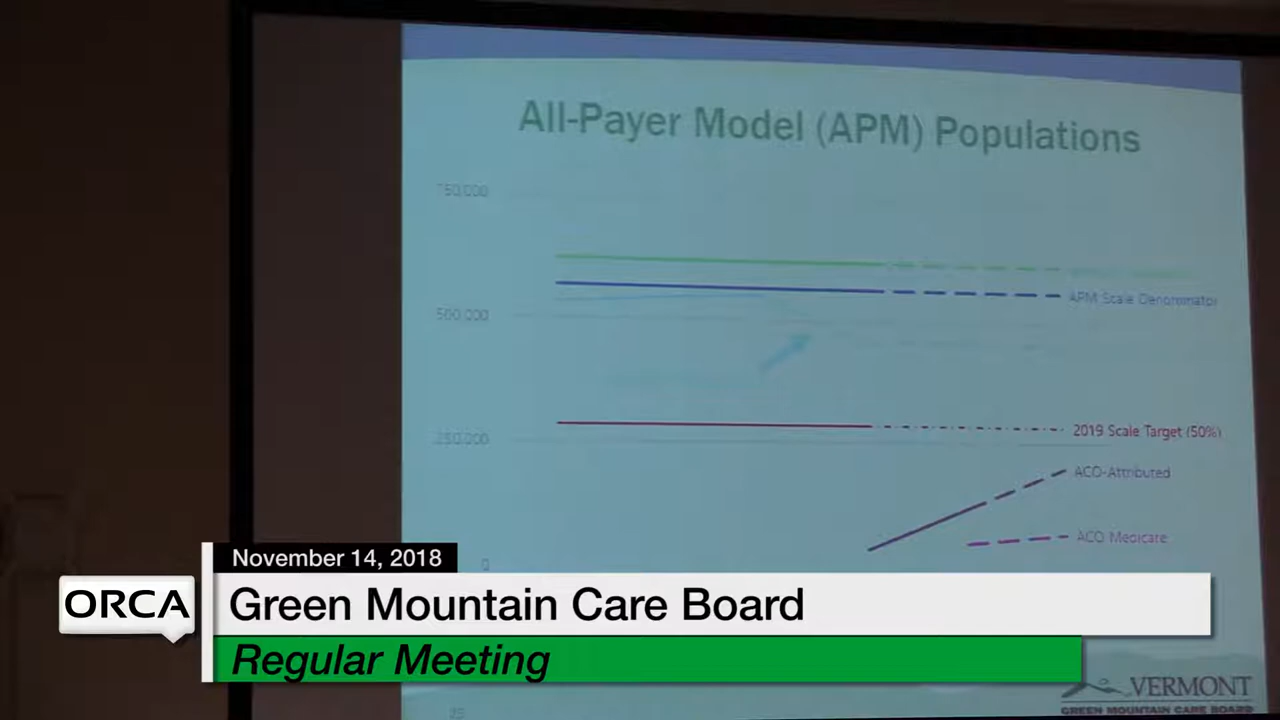 All-Payer Model (APM) Populations
750,000
APM Scale Denominator
500,000
2019 Scale Target (50%)
250,000
ACO-Attributed
ACO Medicare
0
November 14, 2018
ORCA
Green Mountain Care Board
Regular Meeting
VERMONT
GREEN MOUNTAIN CARE BOARD